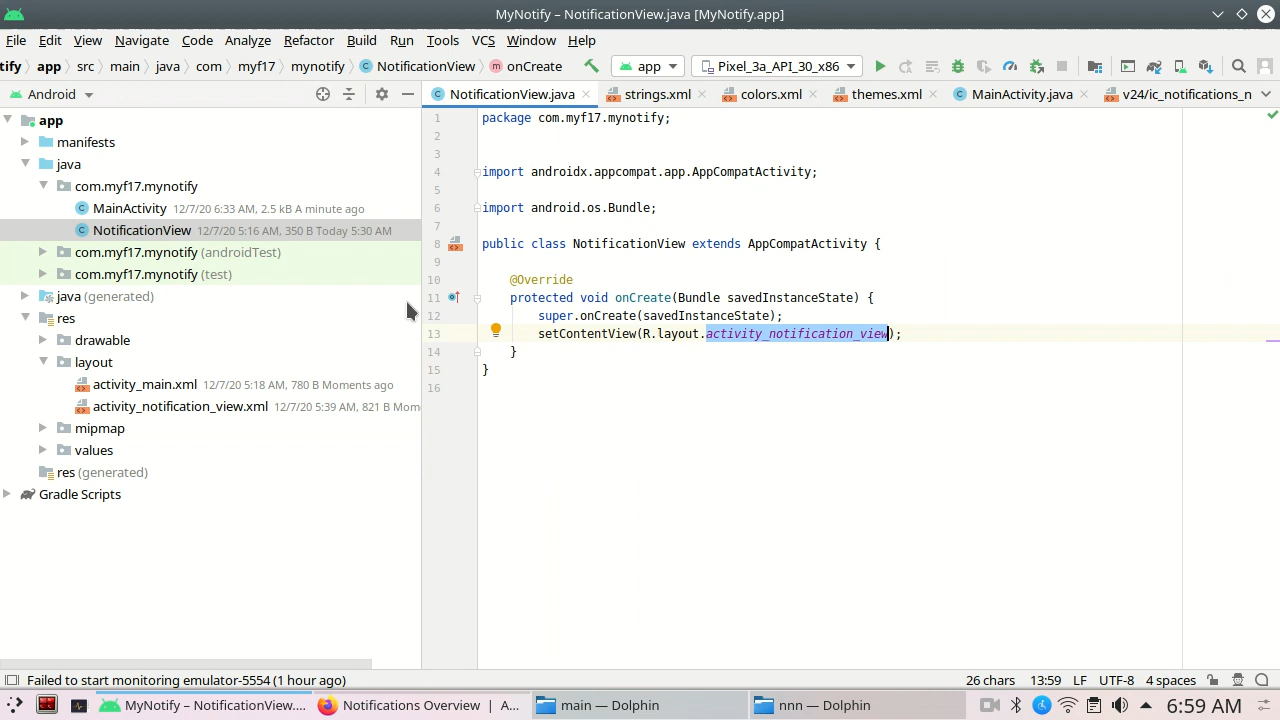 MyNotify – NotificationView.java [MyNotify.app]
File Edit View Navigate Code Analyze Refactor Build Run Tools VCS Window Help
tify app src main java com myf17 mynotify NotificationView onCreate app Pixel_3a_API_30_x86
Android NotificationView.java strings.xml colors.xml themes.xml MainActivity.java v24/ic_notifications_n
app
manifests
java
com.myf17.mynotify
MainActivity 12/7/20 6:33 AM, 2.5 kB A minute ago
NotificationView 12/7/20 5:16 AM, 350 B Today 5:30 AM
com.myf17.mynotify (androidTest)
com.myf17.mynotify (test)
java (generated)
res
drawable
layout
activity_main.xml 12/7/20 5:18 AM, 780 B Moments ago
activity_notification_view.xml 12/7/20 5:39 AM, 821 B Mom
mipmap
values
res (generated)
Gradle Scripts
1 package com.myf17.mynotify;
2
3
4 import androidx.appcompat.app.AppCompatActivity;
5
6 import android.os.Bundle;
7
8 public class NotificationView extends AppCompatActivity {
9
10 @Override
11 protected void onCreate(Bundle savedInstanceState) {
12 super.onCreate(savedInstanceState);
13 setContentView(R.layout.activity_notification_view);
14 }
15 }
16
Failed to start monitoring emulator-5554 (1 hour ago) 26 chars 13:59 LF UTF-8 4 spaces
MyNotify – NotificationView.... Notifications Overview | A... main — Dolphin nnn — Dolphin 6:59 AM